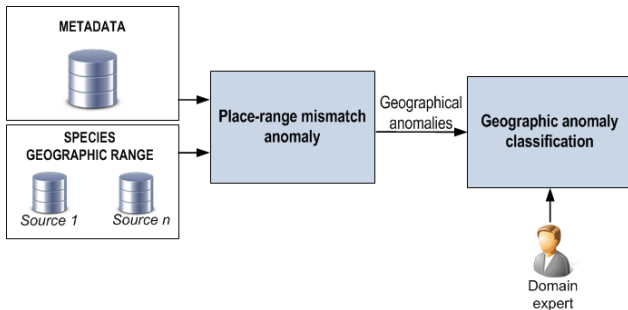 METADATA
SPECIES
GEOGRAPHIC RANGE
Source 1
Source n
Place-range mismatch
anomaly
Geographical
anomalies
Geographic anomaly
classification
Domain
expert